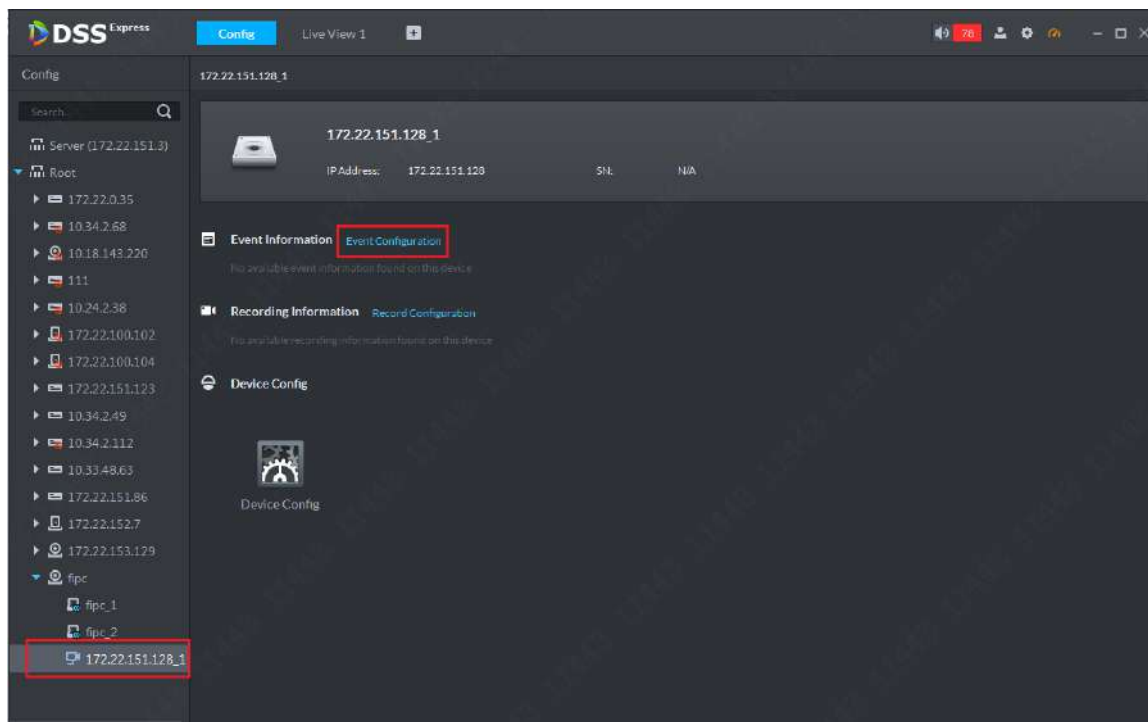 DSS Express
Config
Live View 1
76
Config
172.22.151.128_1
Search...
Server (172.22.151.3)
Root
172.22.0.35
10.34.2.68
10.18.143.220
111
10.24.2.38
172.22.100.102
172.22.100.104
172.22.151.123
10.34.2.49
10.34.2.112
10.33.48.63
172.22.151.86
172.22.152.7
172.22.153.129
fipc
fipc_1
fipc_2
172.22.151.128_1
172.22.151.128_1
IP Address: 172.22.151.128 SN: N/A
Event Information Event Configuration
No available event information found on this device
Recording Information Record Configuration
No available recording information found on this device
Device Config
Device Config